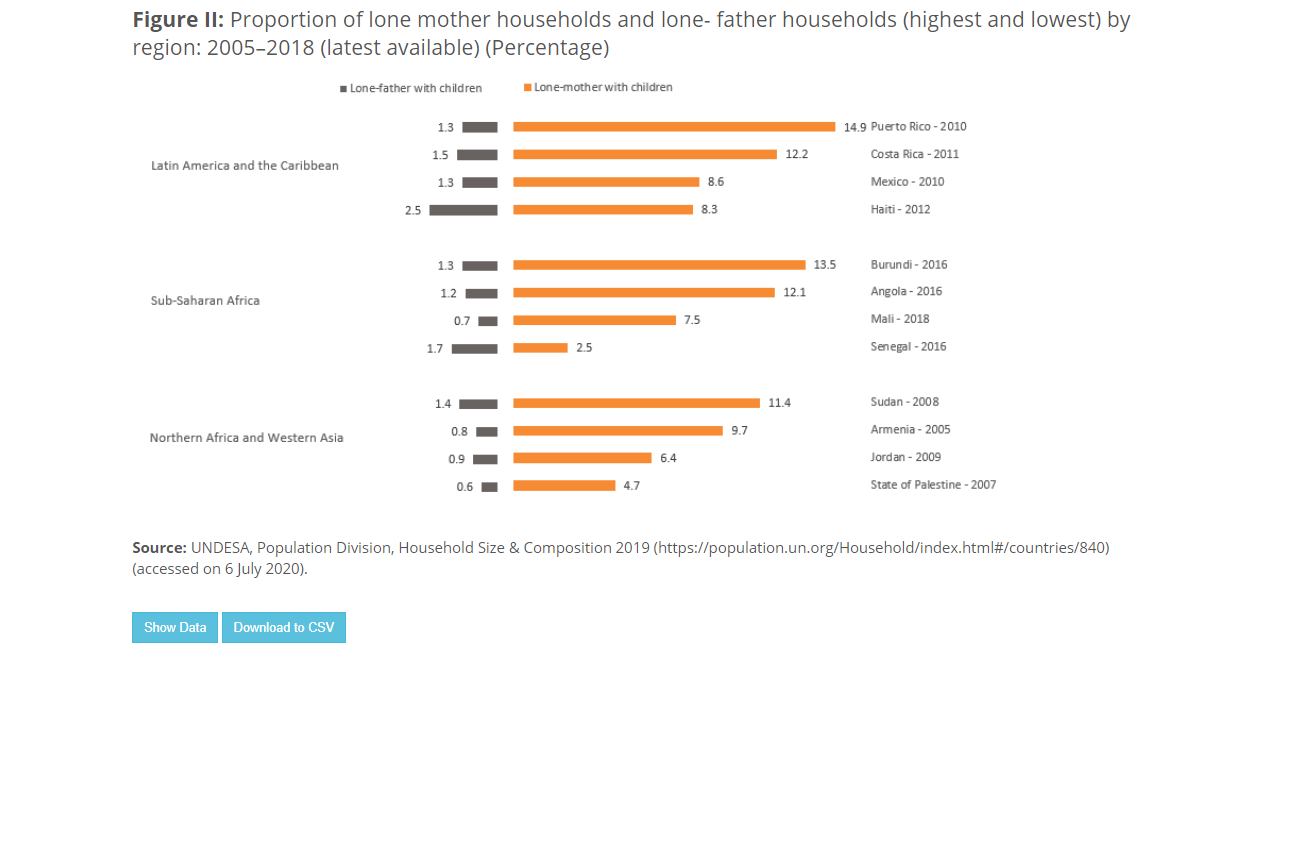 Figure II: Proportion of lone mother households and lone- father households (highest and lowest) by
region: 2005–2018 (latest available) (Percentage)
Lone-father with children Lone-mother with children
1.3 14.9 Puerto Rico - 2010
1.5 12.2 Costa Rica - 2011
Latin America and the Caribbean
1.3 8.6 Mexico - 2010
2.5 8.3 Haiti - 2012
1.3 13.5 Burundi - 2016
1.2 12.1 Angola - 2016
Sub-Saharan Africa
0.7 7.5 Mali - 2018
1.7 2.5 Senegal - 2016
1.4 11.4 Sudan - 2008
0.8 9.7 Armenia - 2005
Northern Africa and Western Asia
0.9 6.4 Jordan - 2009
0.6 4.7 State of Palestine - 2007
Source: UNDESA, Population Division, Household Size & Composition 2019 (https://population.un.org/Household/index.html#/countries/840)
(accessed on 6 July 2020).
Show Data Download to CSV